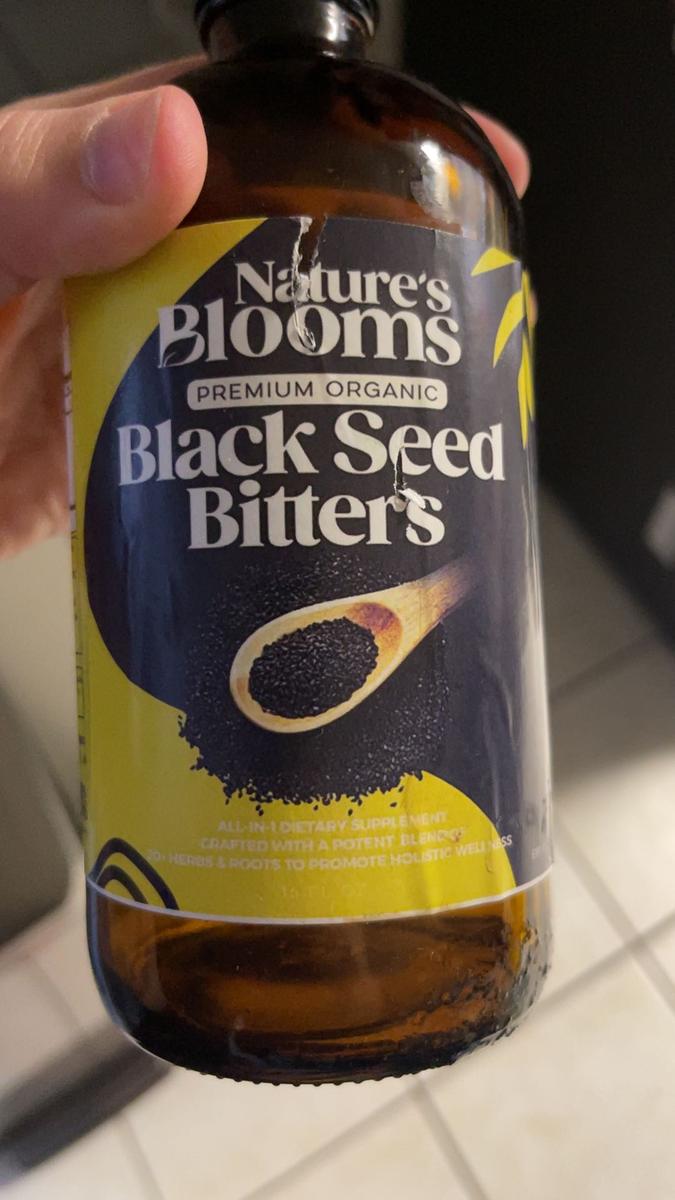 Nature's
Blooms
PREMIUM ORGANIC
Black Seed
Bitters
ALL-IN-1 DIETARY SUPPLEMENT
CRAFTED WITH A POTENT BLEND OF
HERBS & ROOTS TO PROMOTE HOLISTIC WELLNESS